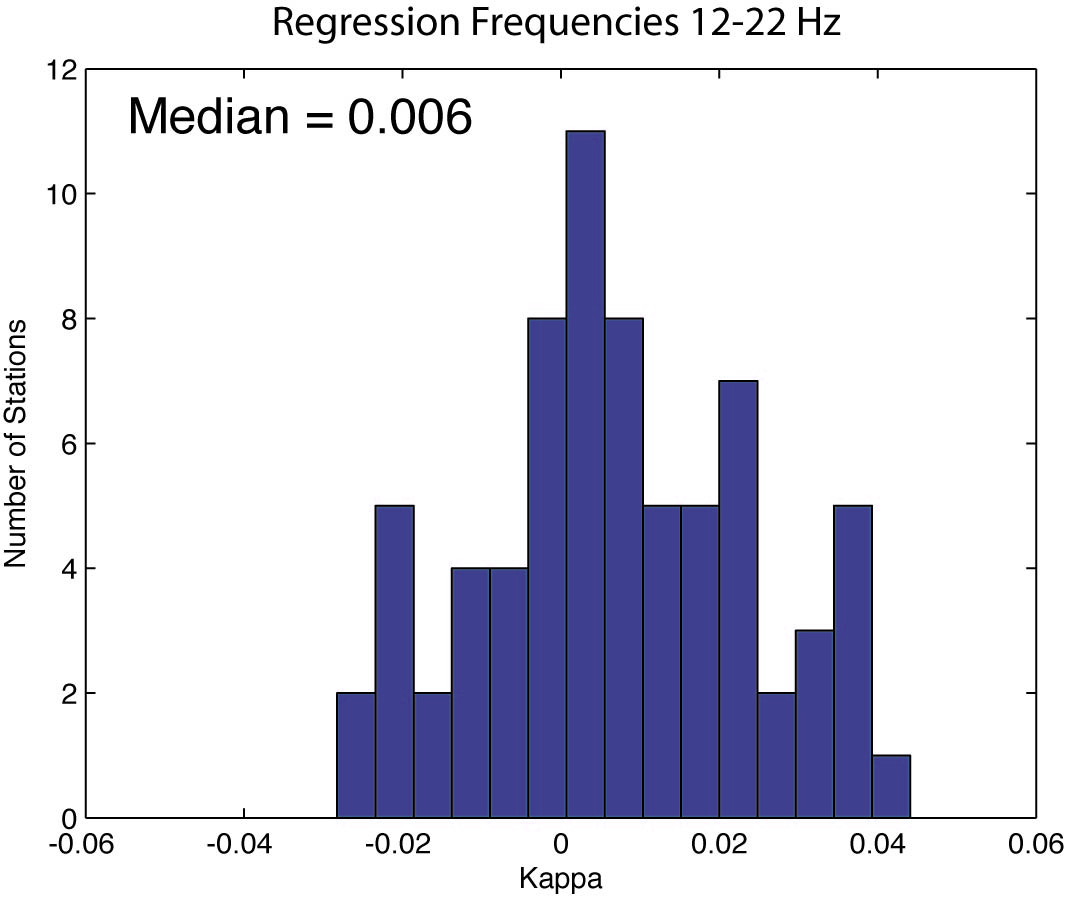 Regression Frequencies 12-22 Hz
Median = 0.006
12
10
8
6
4
2
0
Number of Stations
-0.06 -0.04 -0.02 0 0.02 0.04 0.06
Kappa